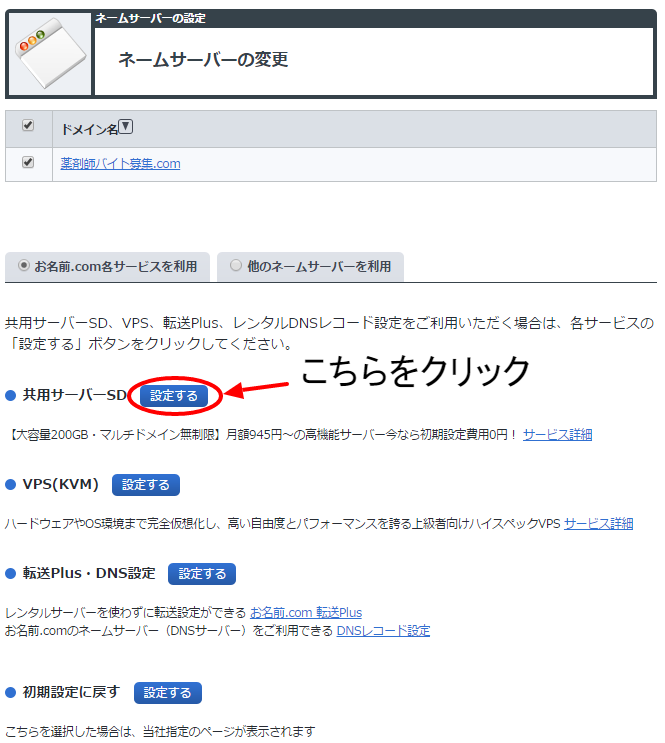 ネームサーバーの設定
ネームサーバーの変更
ドメイン名▼
薬剤師バイト募集.com
お名前.com各サービスを利用 他のネームサーバーを利用
共用サーバーSD、VPS、転送Plus、レンタルDNSレコード設定をご利用いただく場合は、各サービスの
「設定する」ボタンをクリックしてください。
こちらをクリック
共用サーバーSD 設定する
【大容量200GB・マルチドメイン無制限】月額945円〜の高機能サーバー今なら初期設定費用0円！ サービス詳細
VPS(KVM) 設定する
ハードウェアやOS環境まで完全仮想化し、高い自由度とパフォーマンスを誇る上級者向けハイスペックVPS サービス詳細
転送Plus・DNS設定 設定する
レンタルサーバーを使わずに転送設定ができる お名前.com 転送Plus
お名前.comのネームサーバー（DNSサーバー）をご利用できる DNSレコード設定
初期設定に戻す 設定する
こちらを選択した場合は、当社指定のページが表示されます